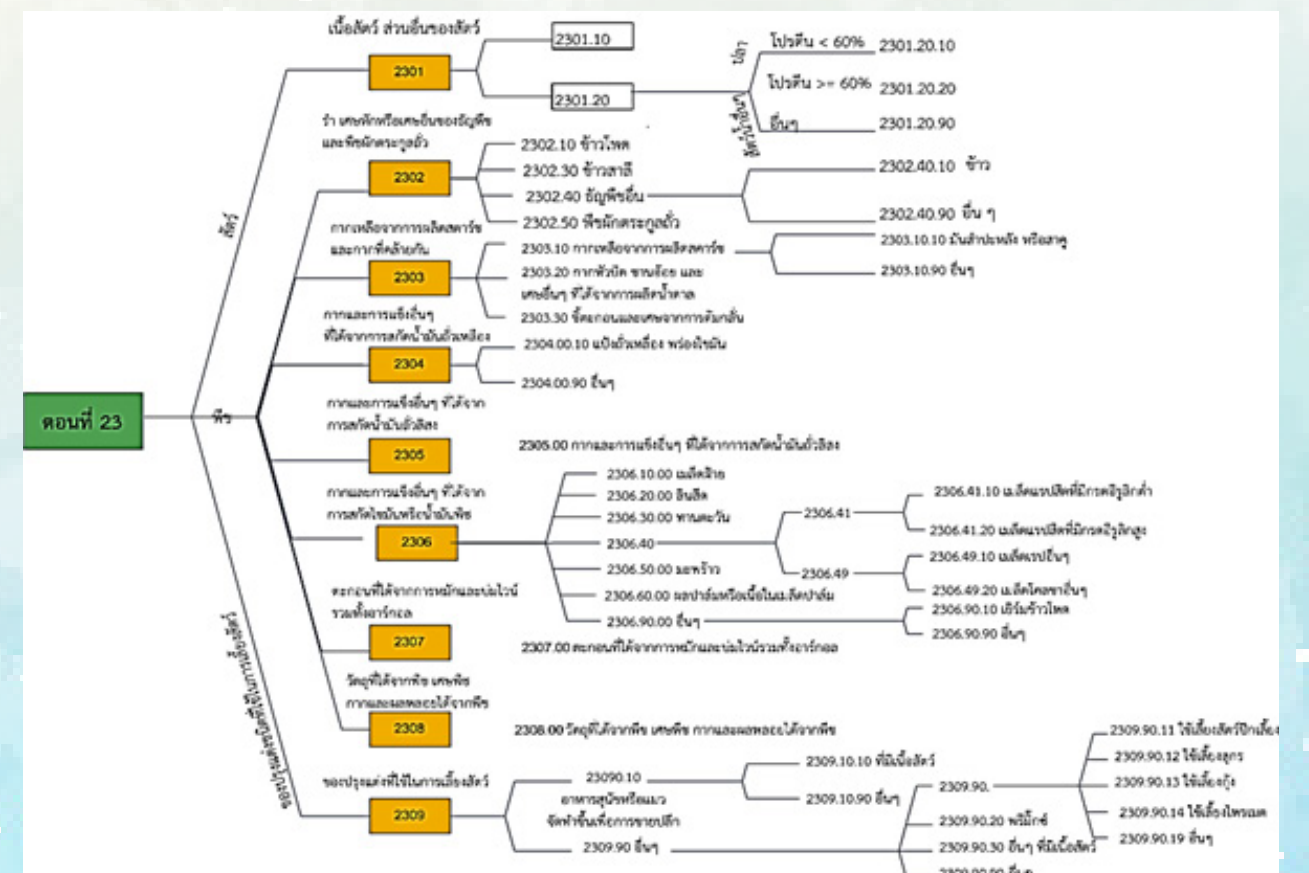 ตอนที่ 23
สัตว์
พืช
ของปรุงแต่งชนิดที่ใช้ในการเลี้ยงสัตว์
เนื้อสัตว์ ส่วนอื่นของสัตว์
2301
2301.10
2301.20
ปลา
สัตว์น้ำอื่นๆ
โปรตีน < 60% 2301.20.10
โปรตีน >= 60% 2301.20.20
อื่นๆ 2301.20.90
รำ เศษผักหรือเศษอื่นของธัญพืช
และพืชผักตระกูลถั่ว
2302
2302.10 ข้าวโพด
2302.30 ข้าวสาลี
2302.40 ธัญพืชอื่น
2302.50 พืชผักตระกูลถั่ว
2302.40.10 ข้าว
2302.40.90 อื่น ๆ
กากเหลือจากการผลิตสตาร์ช
และกากที่คล้ายกัน
2303
2303.10 กากเหลือจากการผลิตสตาร์ช
2303.20 กากหัวบีต ชานอ้อย และ
เศษอื่นๆ ที่ได้จากการผลิตน้ำตาล
2303.30 ขี้ตะกอนและเศษจากการต้มกลั่น
2303.10.10 มันสำปะหลัง หรือสาคู
2303.10.90 อื่นๆ
กากและกากแข็งอื่นๆ
ที่ได้จากการสกัดน้ำมันถั่วเหลือง
2304
2304.00.10 แป้งถั่วเหลือง พร่องไขมัน
2304.00.90 อื่นๆ
กากและกากแข็งอื่นๆ ที่ได้จาก
การสกัดน้ำมันถั่วลิสง
2305
2305.00 กากและกากแข็งอื่นๆ ที่ได้จากการสกัดน้ำมันถั่วลิสง
กากและกากแข็งอื่นๆ ที่ได้จาก
การสกัดไขมันหรือน้ำมันพืช
2306
2306.10.00 เมล็ดฝ้าย
2306.20.00 ลินสีด
2306.30.00 ทานตะวัน
2306.40
2306.50.00 มะพร้าว
2306.60.00 ผลปาล์มหรือเนื้อในเมล็ดปาล์ม
2306.90.00 อื่นๆ
2306.41
2306.49
2306.41.10 เมล็ดแรปสีดที่มีกรดอีรูสิกต่ำ
2306.41.20 เมล็ดแรปสีดที่มีกรดอีรูสิกสูง
2306.49.10 เมล็ดเรปอื่นๆ
2306.49.20 เมล็ดโคลซาอื่นๆ
2306.90.10 เยิร์มข้าวโพด
2306.90.90 อื่นๆ
ตะกอนที่ได้จากการหมักและบ่มไวน์
รวมทั้งอาร์กอล
2307
2307.00 ตะกอนที่ได้จากการหมักและบ่มไวน์รวมทั้งอาร์กอล
วัตถุที่ได้จากพืช เศษพืช
กากและผลพลอยได้จากพืช
2308
2308.00 วัตถุที่ได้จากพืช เศษพืช กากและผลพลอยได้จากพืช
ของปรุงแต่งที่ใช้ในการเลี้ยงสัตว์
2309
23090.10
อาหารสุนัขหรือแมว
จัดทำขึ้นเพื่อการขายปลีก
2309.90 อื่นๆ
2309.10.10 ที่มีเนื้อสัตว์
2309.10.90 อื่นๆ
2309.90.
2309.90.20 พรีมิ็กซ์
2309.90.30 อื่นๆ ที่มีเนื้อสัตว์
2309.90.90 อื่นๆ
2309.90.11 ใช้เลี้ยงสัตว์ปีกเลี้ยง
2309.90.12 ใช้เลี้ยงสุกร
2309.90.13 ใช้เลี้ยงกุ้ง
2309.90.14 ใช้เลี้ยงไพรเมต
2309.90.19 อื่นๆ